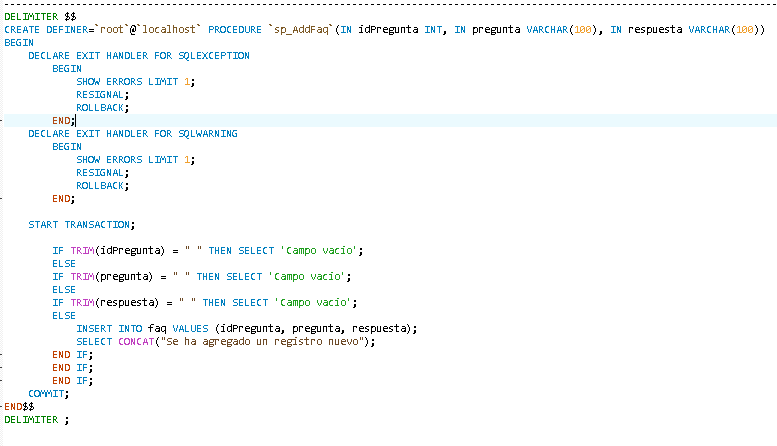 DELIMITER $$
CREATE DEFINER=`root`@`localhost` PROCEDURE `sp_AddFaq`(IN idPregunta INT, IN pregunta VARCHAR(100), IN respuesta VARCHAR(100))
BEGIN
    DECLARE EXIT HANDLER FOR SQLEXCEPTION
        BEGIN
            SHOW ERRORS LIMIT 1;
            RESIGNAL;
            ROLLBACK;
        END;
    DECLARE EXIT HANDLER FOR SQLWARNING
        BEGIN
            SHOW ERRORS LIMIT 1;
            RESIGNAL;
            ROLLBACK;
        END;
    START TRANSACTION;
        IF TRIM(idPregunta) = " " THEN SELECT 'Campo vacio';
        ELSE
        IF TRIM(pregunta) = " " THEN SELECT 'Campo vacio';
        ELSE
        IF TRIM(respuesta) = " " THEN SELECT 'Campo vacio';
        ELSE
            INSERT INTO faq VALUES (idPregunta, pregunta, respuesta);
            SELECT CONCAT("Se ha agregado un registro nuevo");
        END IF;
        END IF;
        END IF;
    COMMIT;
END$$
DELIMITER ;